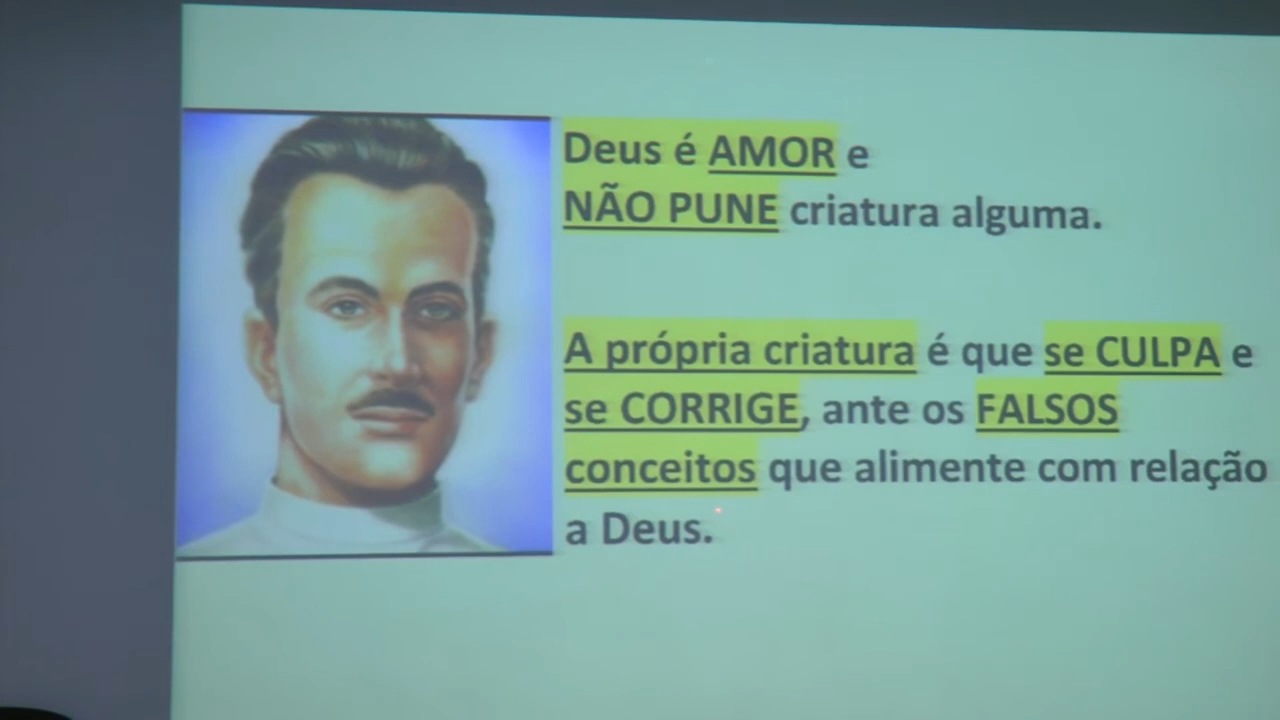 Deus é AMOR e
NÃO PUNE criatura alguma.
A própria criatura é que se CULPA e
se CORRIGE, ante os FALSOS
conceitos que alimente com relação
a Deus.